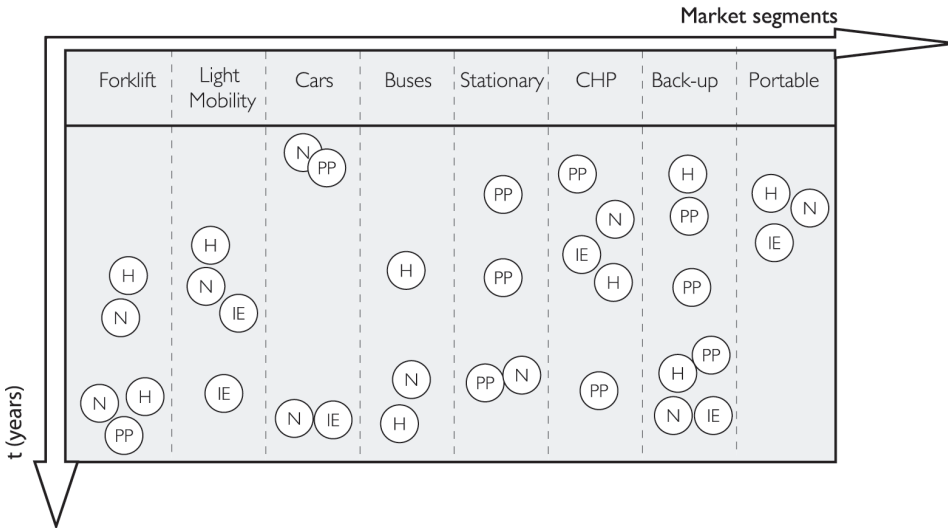 Market segments
Forklift
Light
Mobility
Cars
Buses
Stationary
CHP
Back-up
Portable
N
PP
PP
H
H
PP
PP
N
H
N
H
IE
IE
H
N
IE
H
H
PP
PP
N
IE
N
H
PP
IE
N
IE
N
H
PP
N
PP
PP
H
N
IE
t (years)